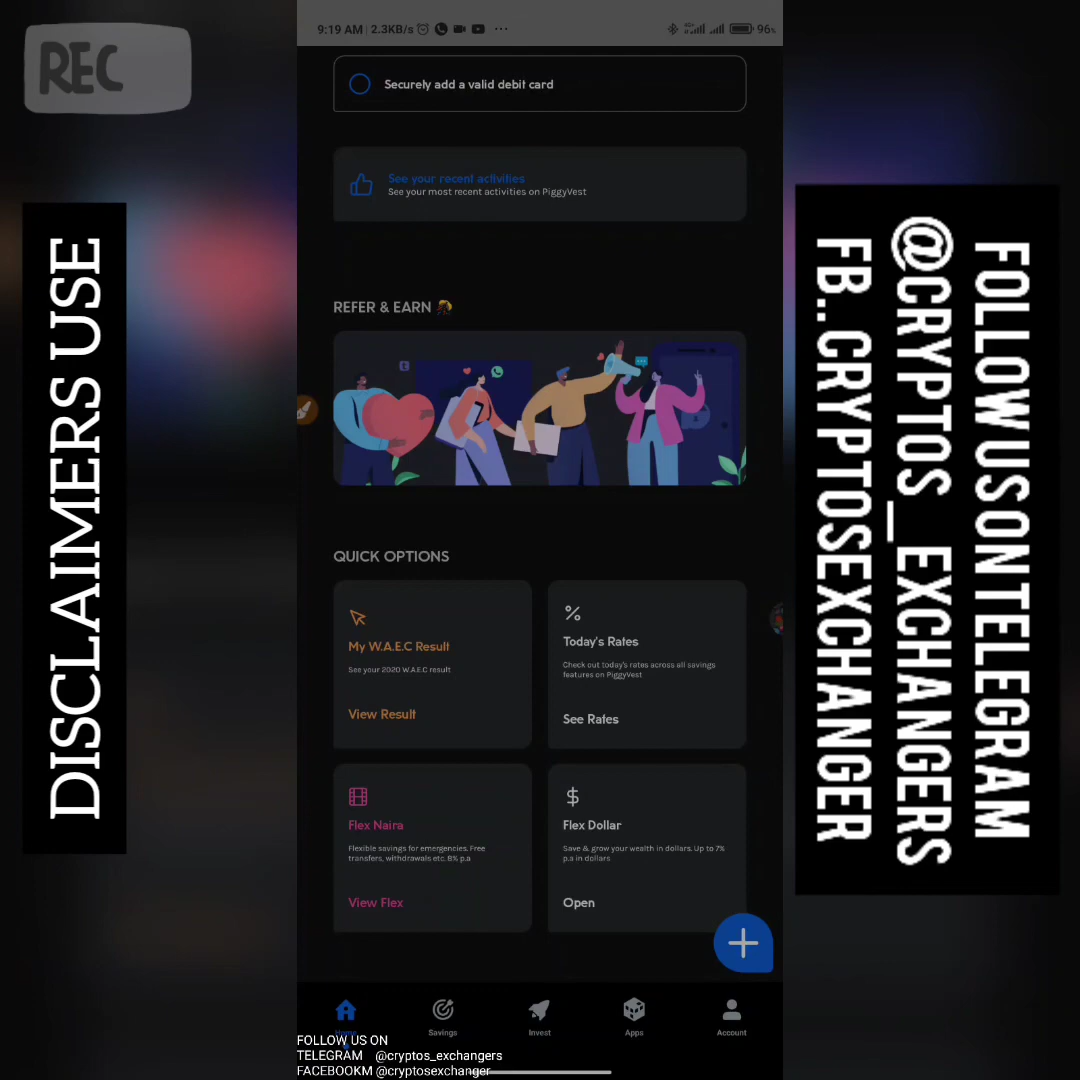 REC
DISCLAIMERS USE
9:19 AM | 2.3KB/s
96%
Securely add a valid debit card
See your recent activities
See your most recent activities on PiggyVest
REFER & EARN
QUICK OPTIONS
My W.A.E.C Result
See your 2020 W.A.E.C result
View Result
Today's Rates
Check out today's rates across all savings
features on PiggyVest
See Rates
Flex Naira
Flexible savings for emergencies. Free
transfers, withdrawals etc. 8% p.a
View Flex
Flex Dollar
Save & grow your wealth in dollars. Up to 7%
p.a in dollars
Open
Home
Savings
Invest
Apps
Account
FOLLOW US ON
TELEGRAM @cryptos_exchangers
FACEBOOKM @cryptosexchanger
FOLLOW US ON TELEGRAM
@CRYPTOS_EXCHANGERS
FB.. CRYPTOSEXCHANGER